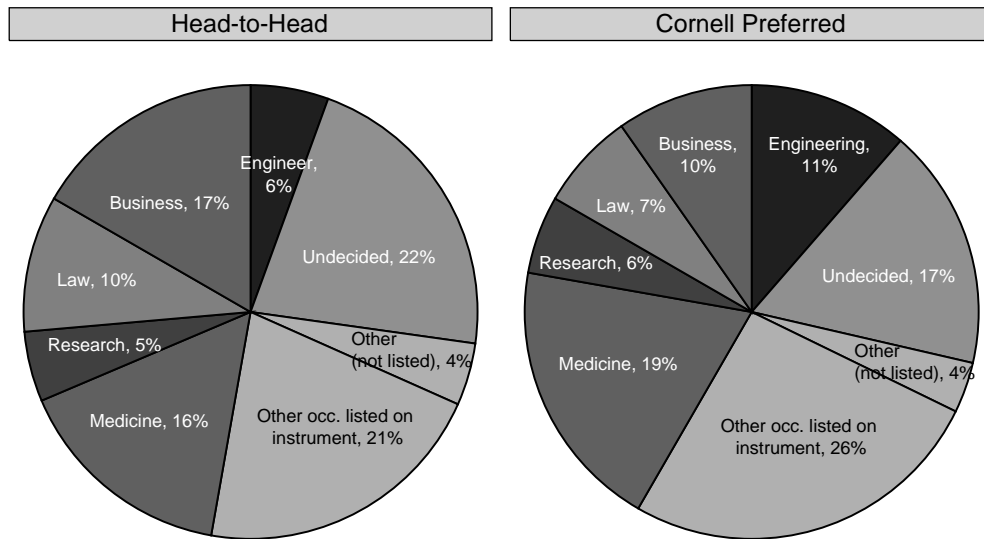 Head-to-Head
Engineer,
6%
Business, 17%
Undecided, 22%
Law, 10%
Research, 5%
Other
(not listed), 4%
Medicine, 16%
Other occ. listed on
instrument, 21%
Cornell Preferred
Business,
10%
Engineering,
11%
Law, 7%
Research, 6%
Undecided, 17%
Other
(not listed), 4%
Medicine, 19%
Other occ. listed on
instrument, 26%